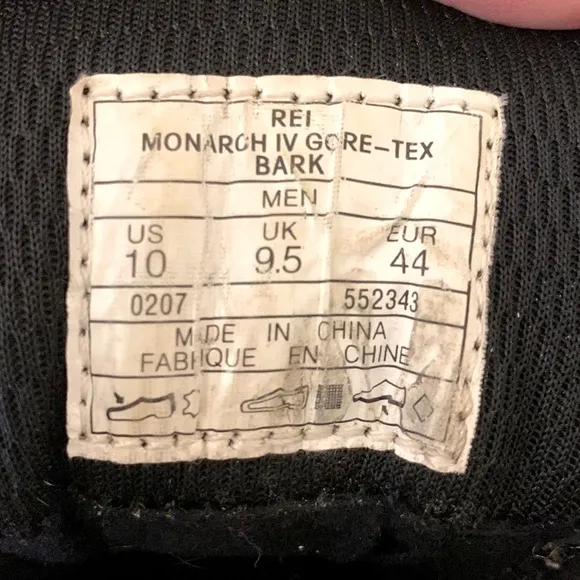 REI
MONARCH IV GORE-TEX
BARK
MEN
US UK EUR
10 9.5 44
0207 552343
MADE IN CHINA
FABRIQUE EN CHINE